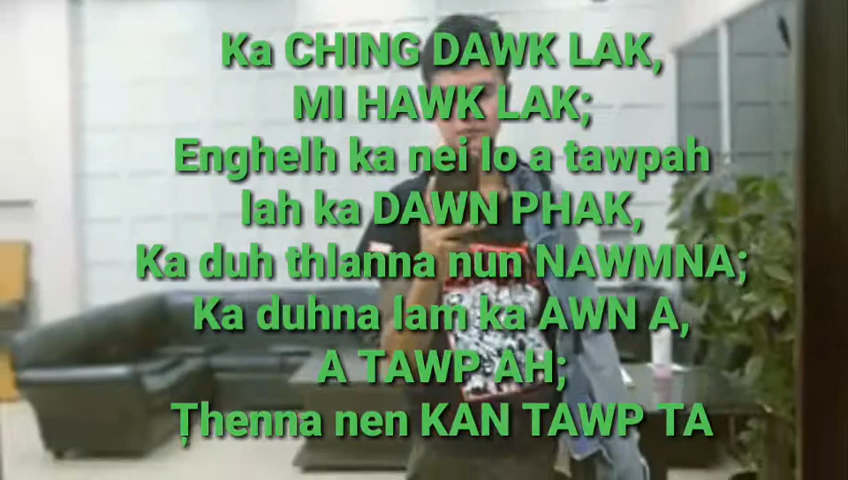 Ka CHING DAWK LAK,
MI HAWK LAK;
Enghelh ka nei lo a tawpah
lah ka DAWN PHAK,
Ka duh thlanna nun NAWMNA;
Ka duhna lam ka AWN A,
A TAWP AH;
Ṭhenna nen KAN TAWP TA